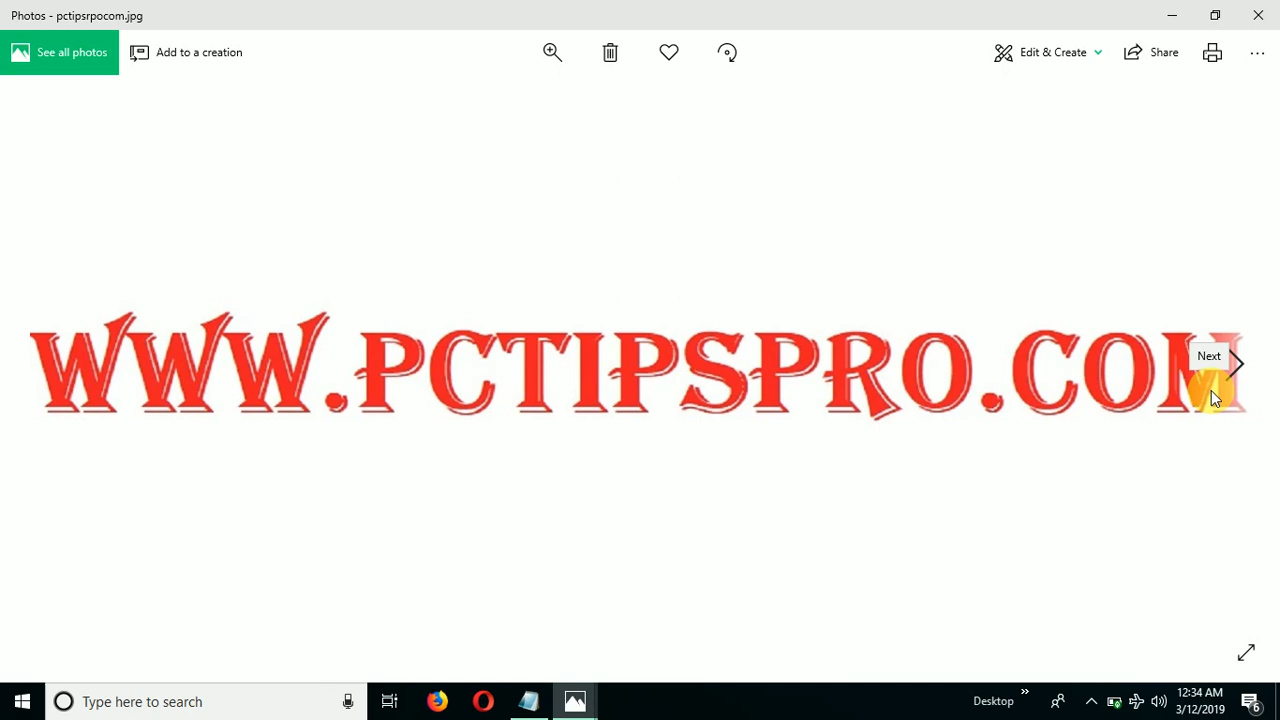 Photos - pctipsrpocom.jpg
See all photos
Add to a creation
Edit & Create
Share
WWW.PCTIPSPRO.COM
Next
Type here to search
Desktop
12:34 AM
3/12/2019
6